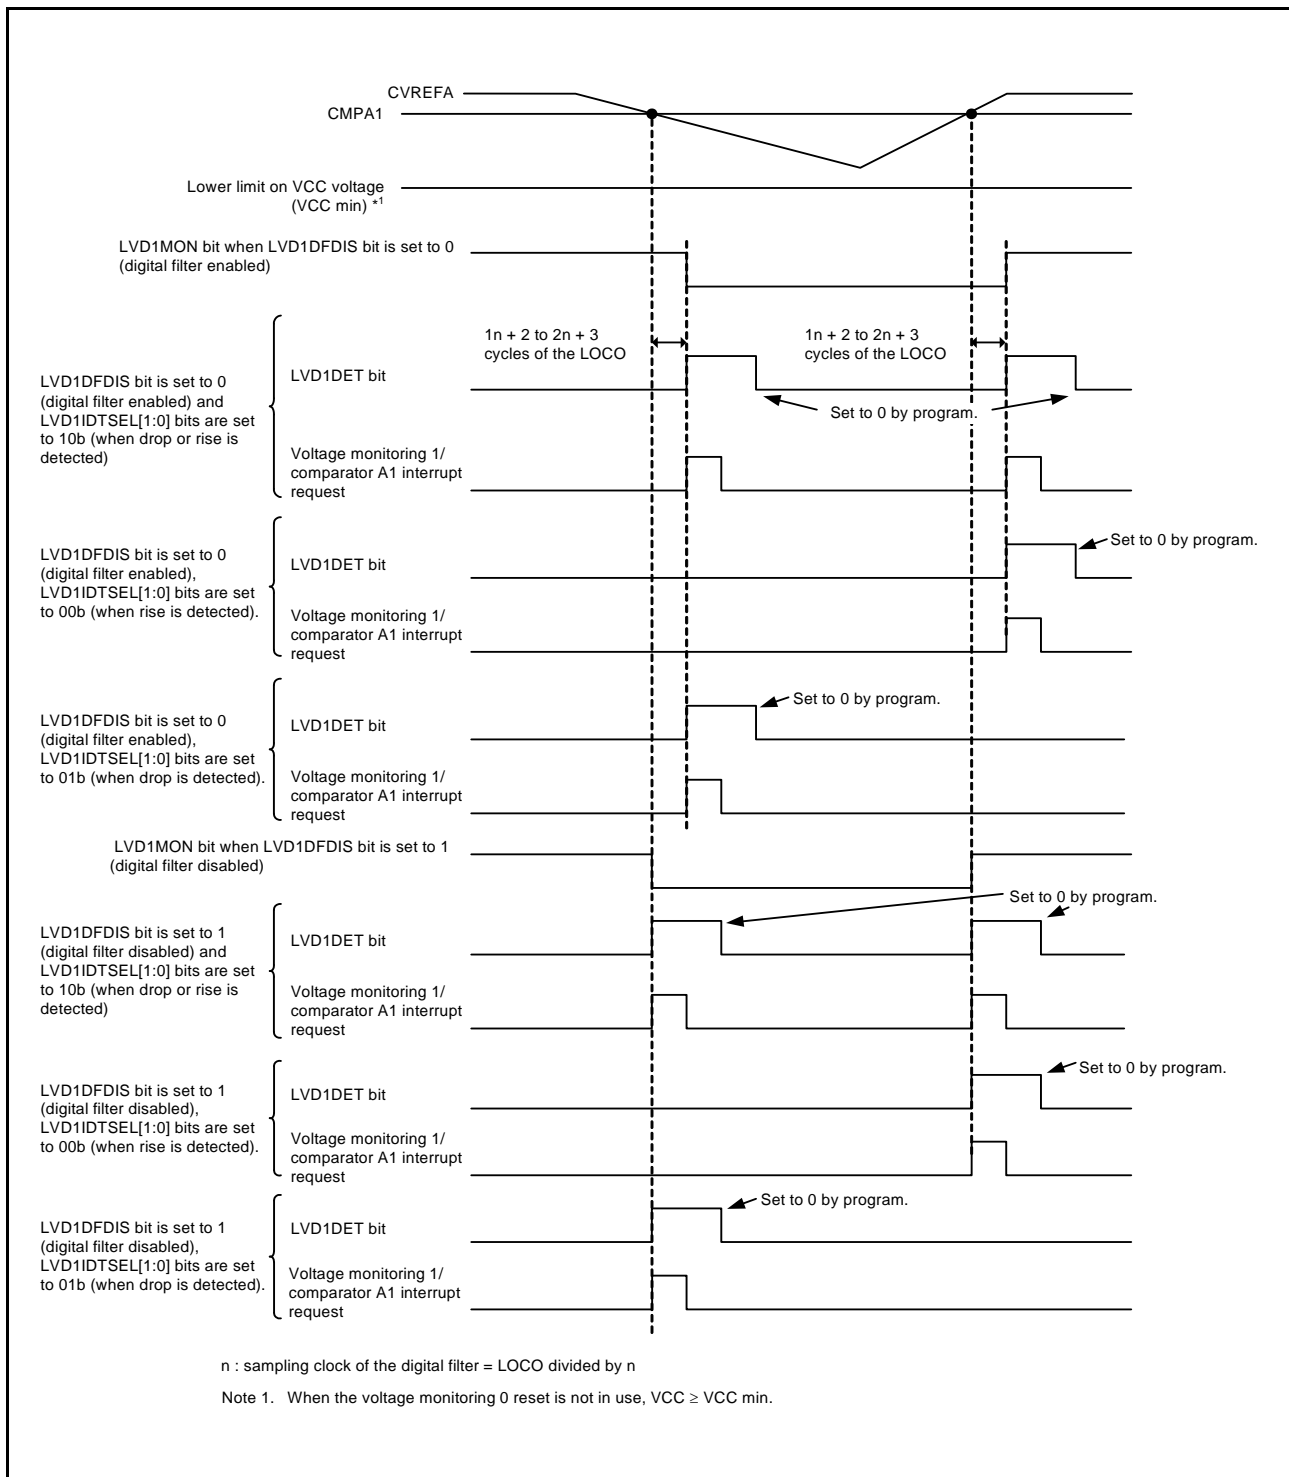 CVREFA
CMPA1
Lower limit on VCC voltage
(VCC min) *1
LVD1MON bit when LVD1DFDIS bit is set to 0
(digital filter enabled)
LVD1DFDIS bit is set to 0
(digital filter enabled) and
LVD1IDTSEL[1:0] bits are set
to 10b (when drop or rise is
detected)
LVD1DET bit
1n + 2 to 2n + 3
cycles of the LOCO
1n + 2 to 2n + 3
cycles of the LOCO
Set to 0 by program.
Voltage monitoring 1/
comparator A1 interrupt
request
LVD1DFDIS bit is set to 0
(digital filter enabled),
LVD1IDTSEL[1:0] bits are set
to 00b (when rise is detected).
LVD1DET bit
Set to 0 by program.
Voltage monitoring 1/
comparator A1 interrupt
request
LVD1DFDIS bit is set to 0
(digital filter enabled),
LVD1IDTSEL[1:0] bits are set
to 01b (when drop is detected).
LVD1DET bit
Set to 0 by program.
Voltage monitoring 1/
comparator A1 interrupt
request
LVD1MON bit when LVD1DFDIS bit is set to 1
(digital filter disabled)
LVD1DFDIS bit is set to 1
(digital filter disabled) and
LVD1IDTSEL[1:0] bits are set
to 10b (when drop or rise is
detected)
LVD1DET bit
Set to 0 by program.
Voltage monitoring 1/
comparator A1 interrupt
request
LVD1DFDIS bit is set to 1
(digital filter disabled),
LVD1IDTSEL[1:0] bits are set
to 00b (when rise is detected).
LVD1DET bit
Set to 0 by program.
Voltage monitoring 1/
comparator A1 interrupt
request
LVD1DFDIS bit is set to 1
(digital filter disabled),
LVD1IDTSEL[1:0] bits are set
to 01b (when drop is detected).
LVD1DET bit
Set to 0 by program.
Voltage monitoring 1/
comparator A1 interrupt
request
n : sampling clock of the digital filter = LOCO divided by n
Note 1. When the voltage monitoring 0 reset is not in use, VCC ≥ VCC min.